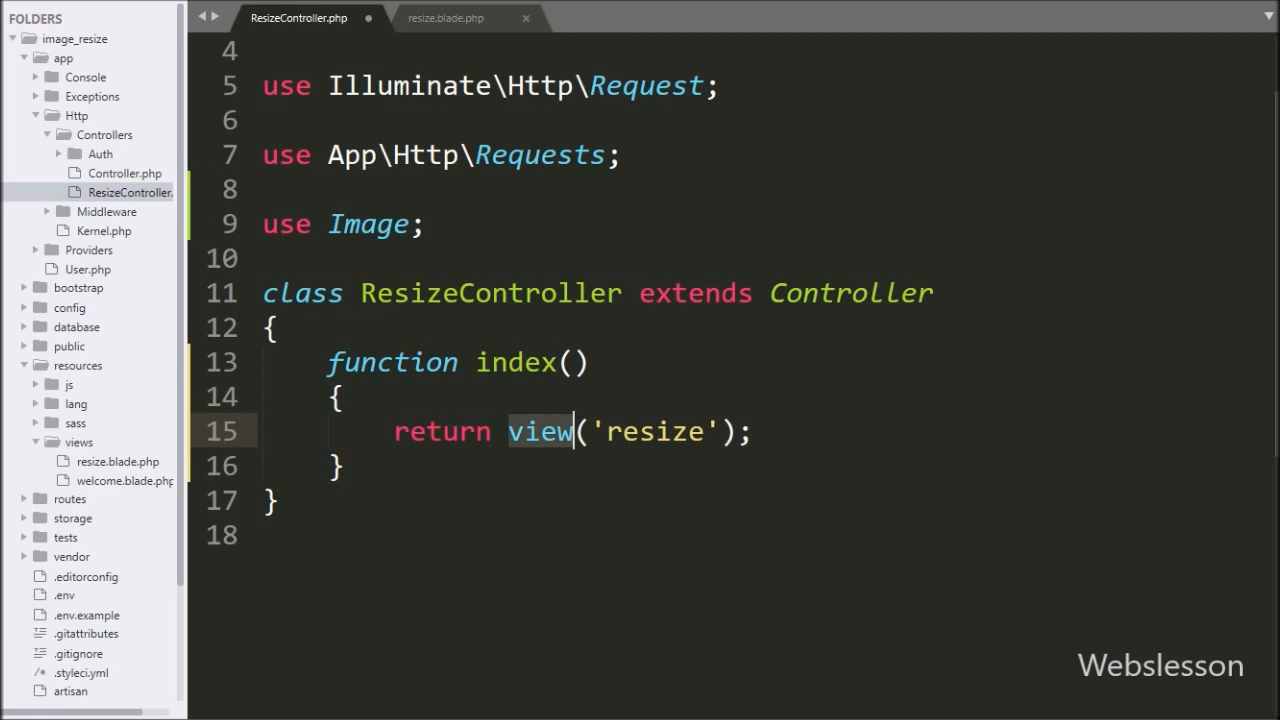 FOLDERS
image_resize
app
Console
Exceptions
Http
Controllers
Auth
Controller.php
ResizeController.
Middleware
Kernel.php
Providers
User.php
bootstrap
config
database
public
resources
js
lang
sass
views
resize.blade.php
welcome.blade.php
routes
storage
tests
vendor
.editorconfig
.env
.env.example
.gitattributes
.gitignore
.styleci.yml
artisan
ResizeController.php
resize.blade.php
4
5 use Illuminate\Http\Request;
6
7 use App\Http\Requests;
8
9 use Image;
10
11 class ResizeController extends Controller
12 {
13 function index()
14 {
15 return view('resize');
16 }
17 }
18
Webslesson